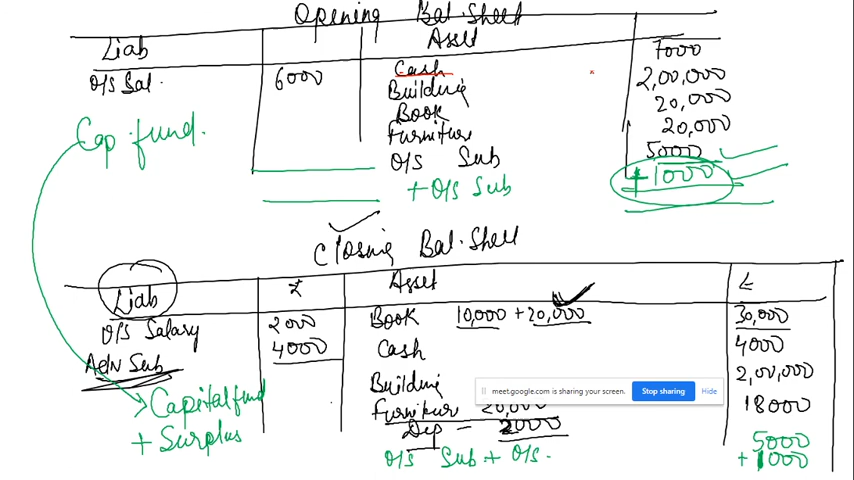 Opening Bal.Sheet
Liab Asset
O/S Sal. 6000 Cash 7000
Building 2,00,000
Book 20,000
Furniture 20,000
O/S Sub 5000
Cap.fund. + O/S Sub + 1000
Closing Bal.Sheet
Liab ₹ Asset ₹
O/S Salary 2000 Book 10,000 + 20,000 30,000
Adv Sub 4000 Cash 4000
Building 2,00,000
meet.google.com is sharing your screen. Stop sharing Hide
Capitalfund Furnitur 20,000 18000
+ Surplus Dep - 2000
O/S Sub + O/S. 5000
+ 1000